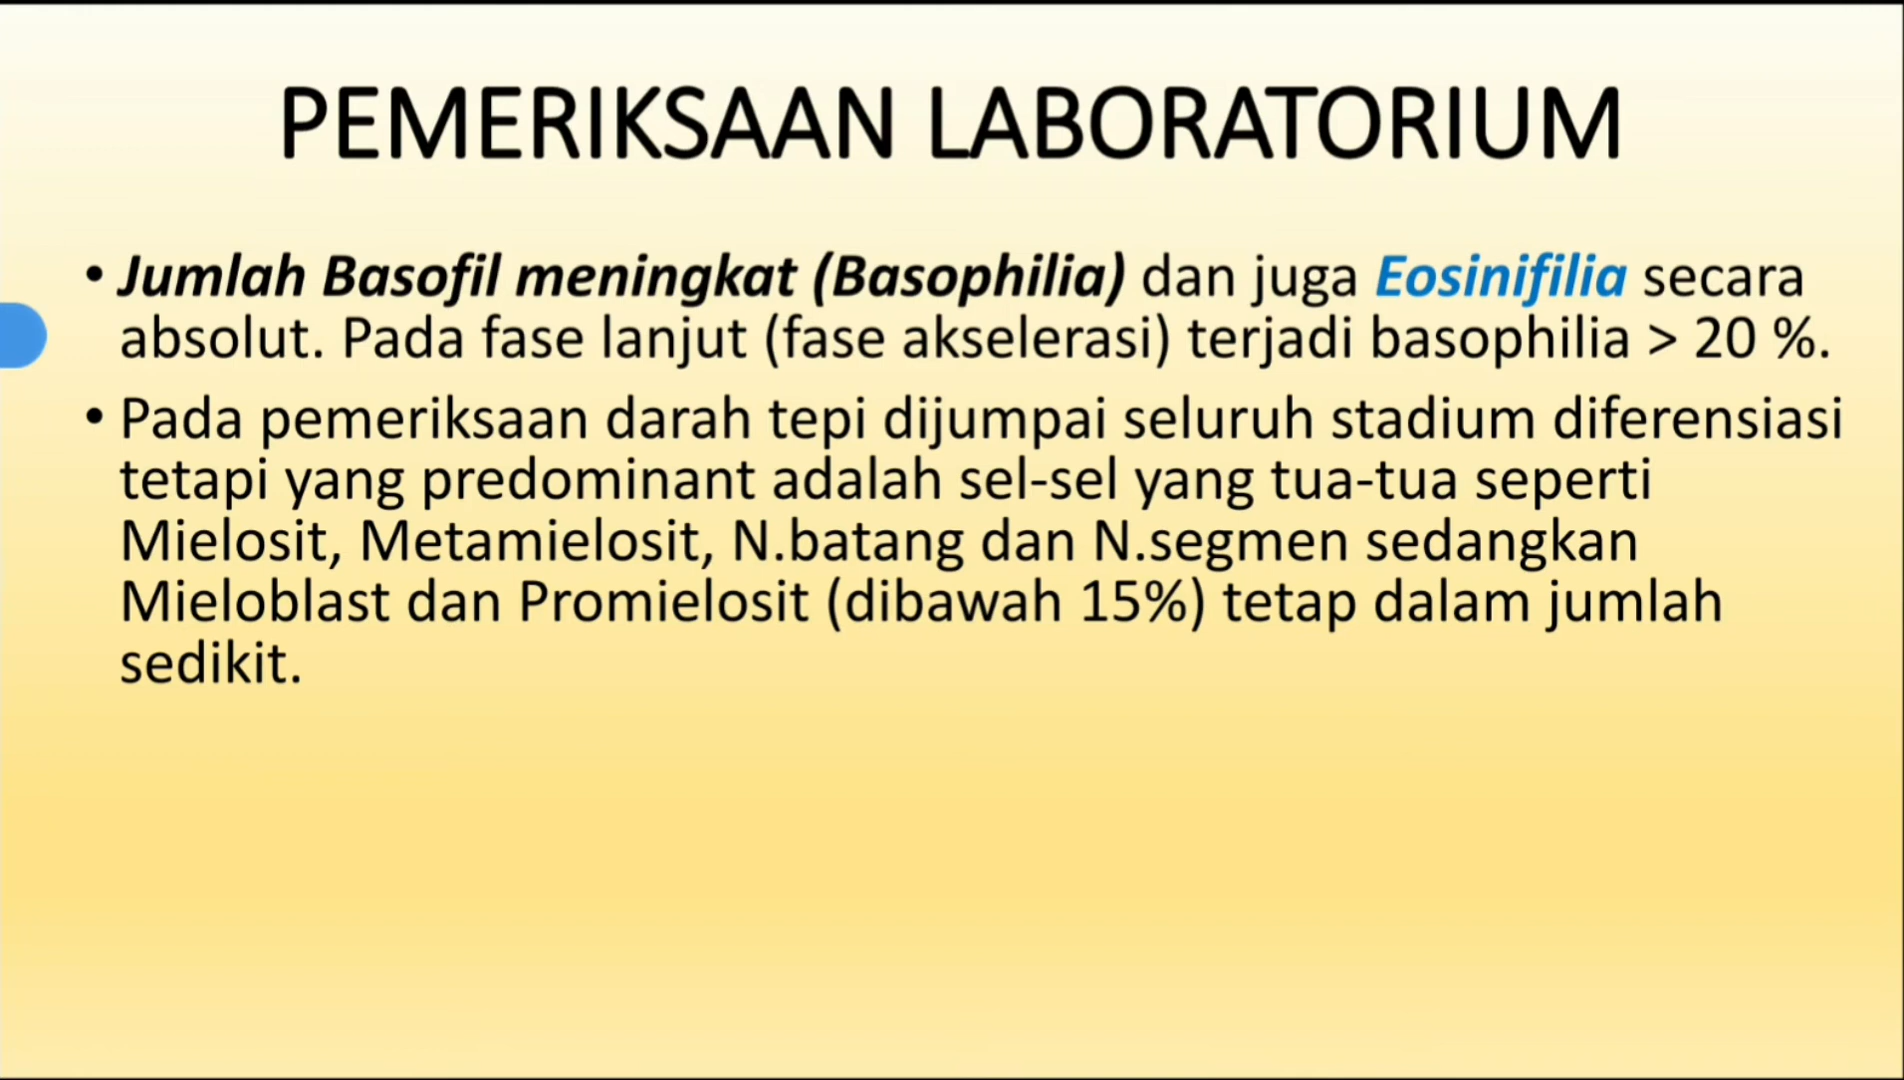 PEMERIKSAAN LABORATORIUM
• Jumlah Basofil meningkat (Basophilia) dan juga Eosinifilia secara
absolut. Pada fase lanjut (fase akselerasi) terjadi basophilia > 20 %.
• Pada pemeriksaan darah tepi dijumpai seluruh stadium diferensiasi
tetapi yang predominant adalah sel-sel yang tua-tua seperti
Mielosit, Metamielosit, N.batang dan N.segmen sedangkan
Mieloblast dan Promielosit (dibawah 15%) tetap dalam jumlah
sedikit.